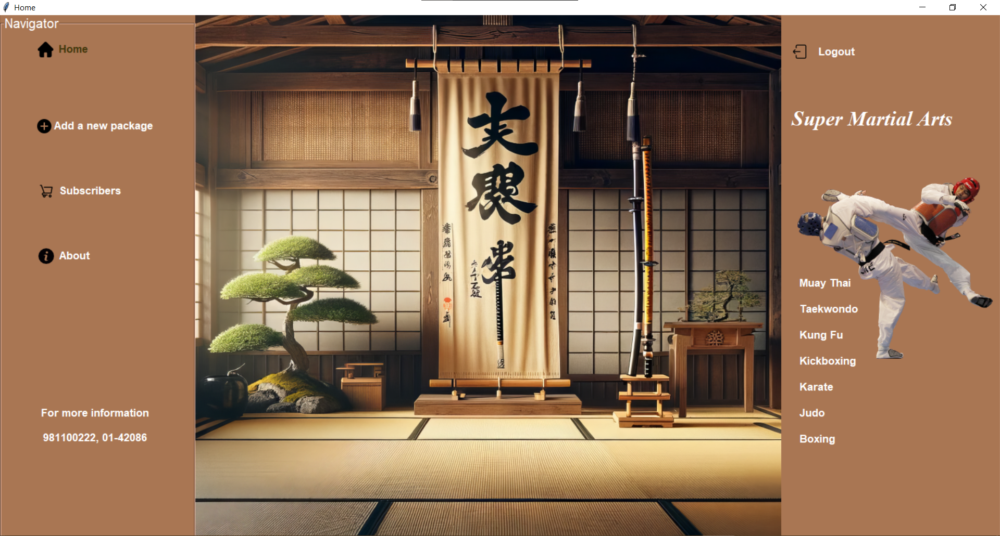 Home
Navigator
Home
Add a new package
Subscribers
About
For more information
981100222, 01-42086
Logout
Super Martial Arts
Muay Thai
Taekwondo
Kung Fu
Kickboxing
Karate
Judo
Boxing